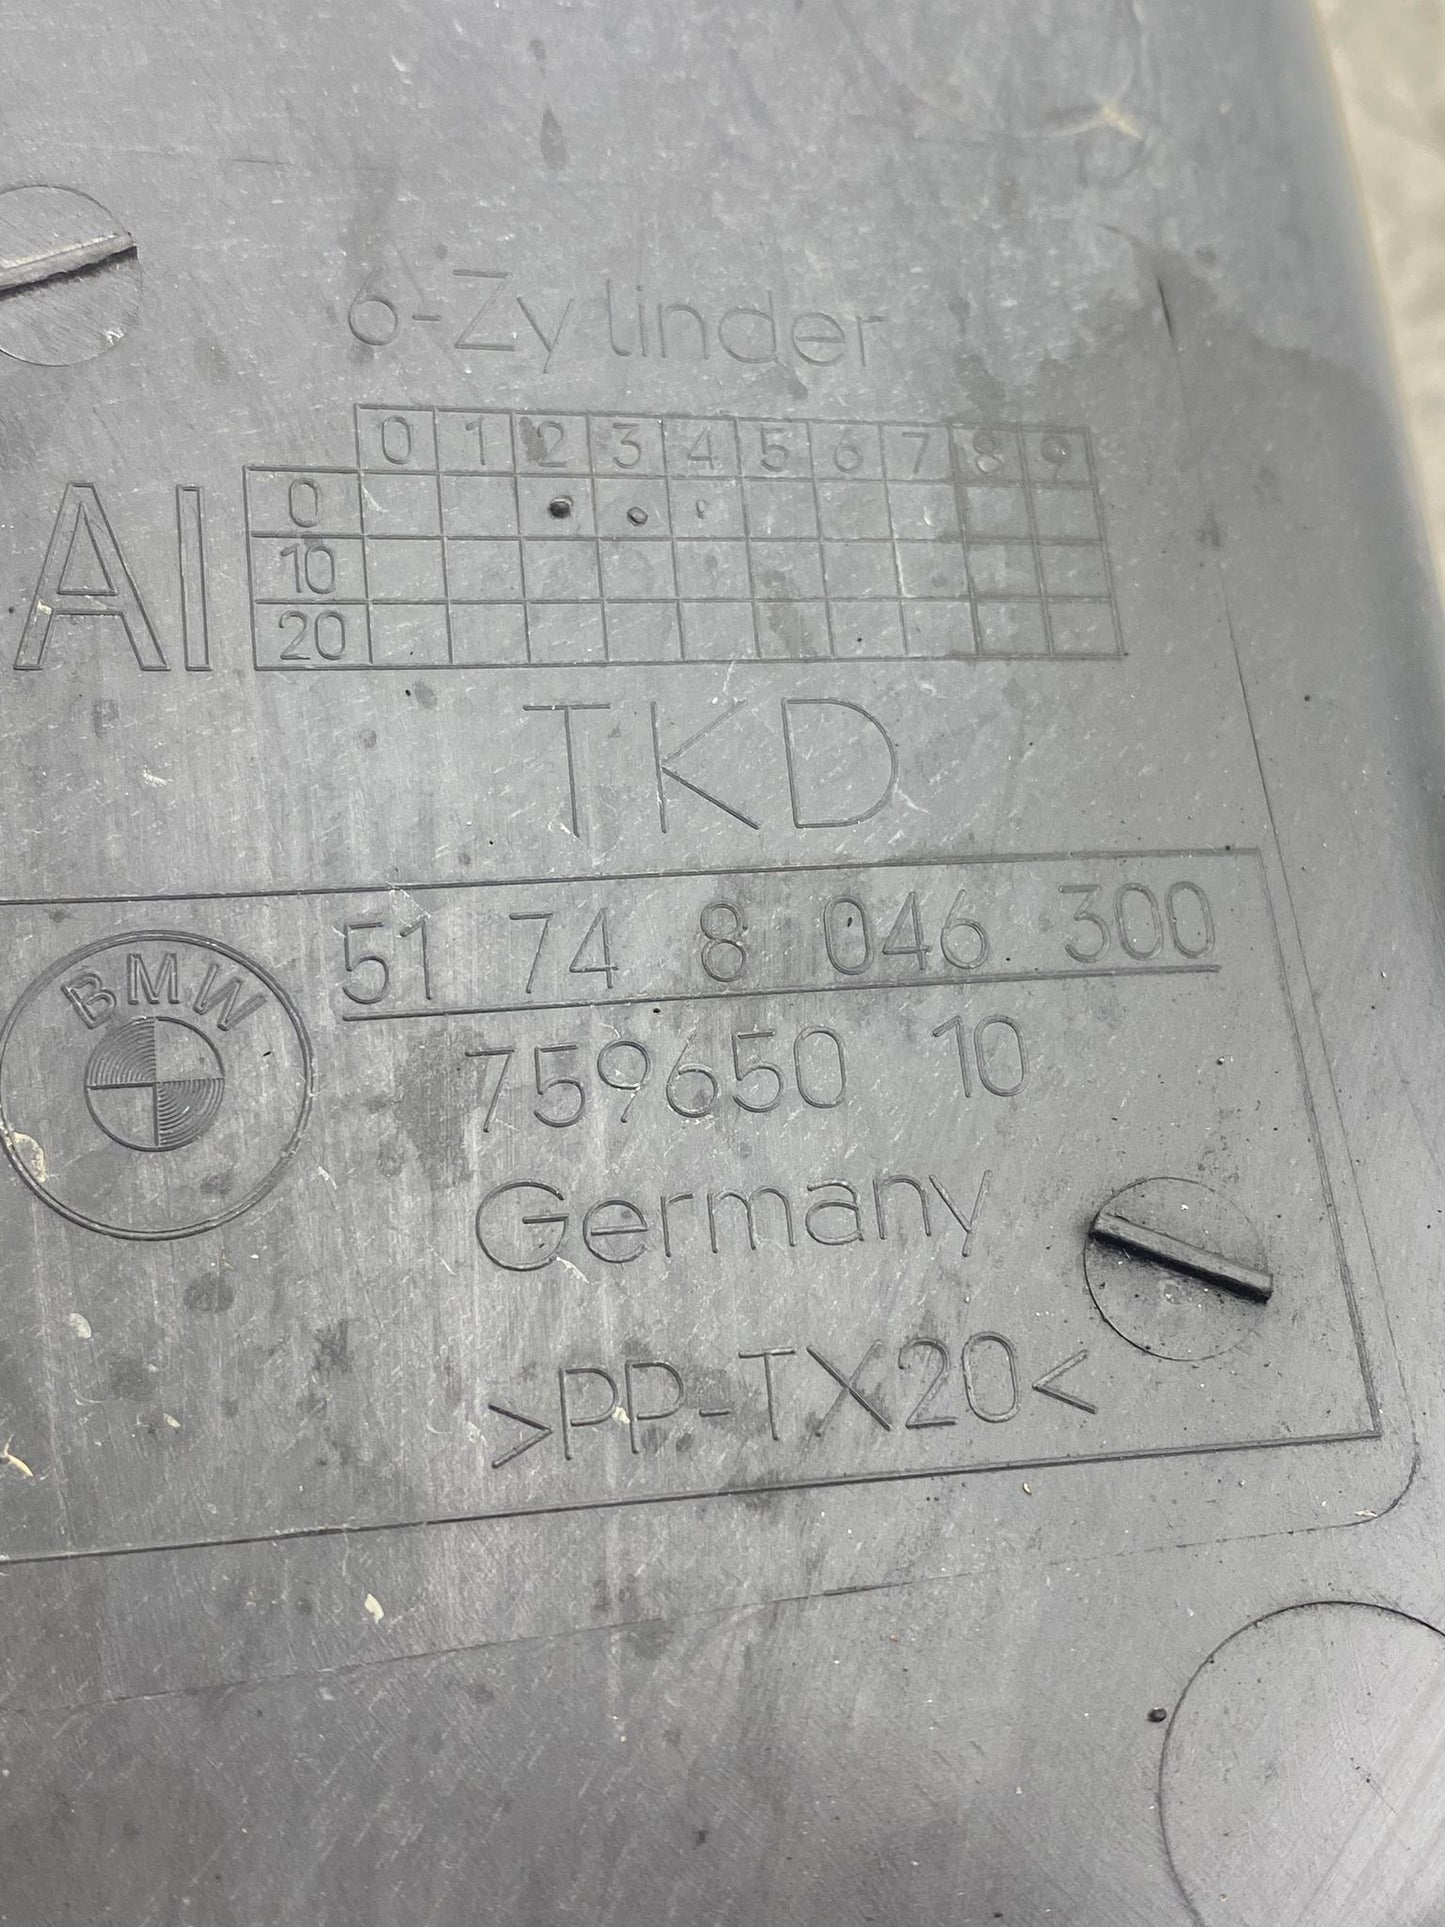 6-Zylinder
0 1 2 3 4 5 6 7 8 9
AI
0
10
20
TKD
BMW
51 74 8 046 300
759650 10
Germany
>PP-TX20<